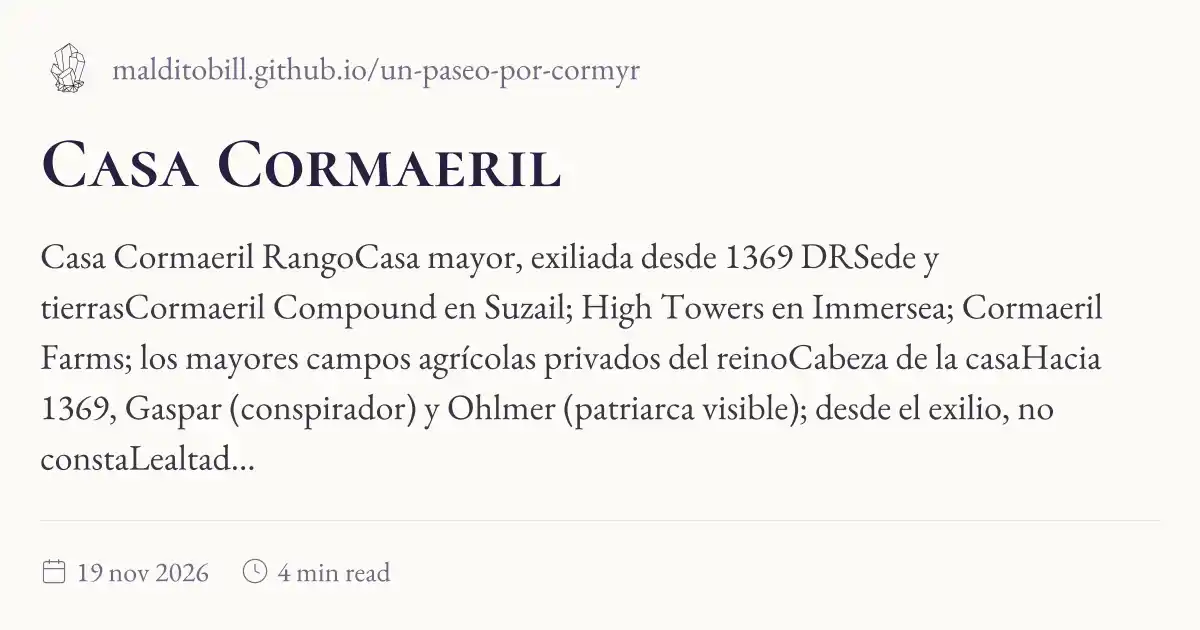 malditobill.github.io/un-paseo-por-cormyr
Casa Cormaeril
Casa Cormaeril RangoCasa mayor, exiliada desde 1369 DRSede y
tierrasCormaeril Compound en Suzail; High Towers en Immersea; Cormaeril
Farms; los mayores campos agrícolas privados del reinoCabeza de la casaHacia
1369, Gaspar (conspirador) y Ohlmer (patriarca visible); desde el exilio, no
constaLealtad...
19 nov 2026
4 min read